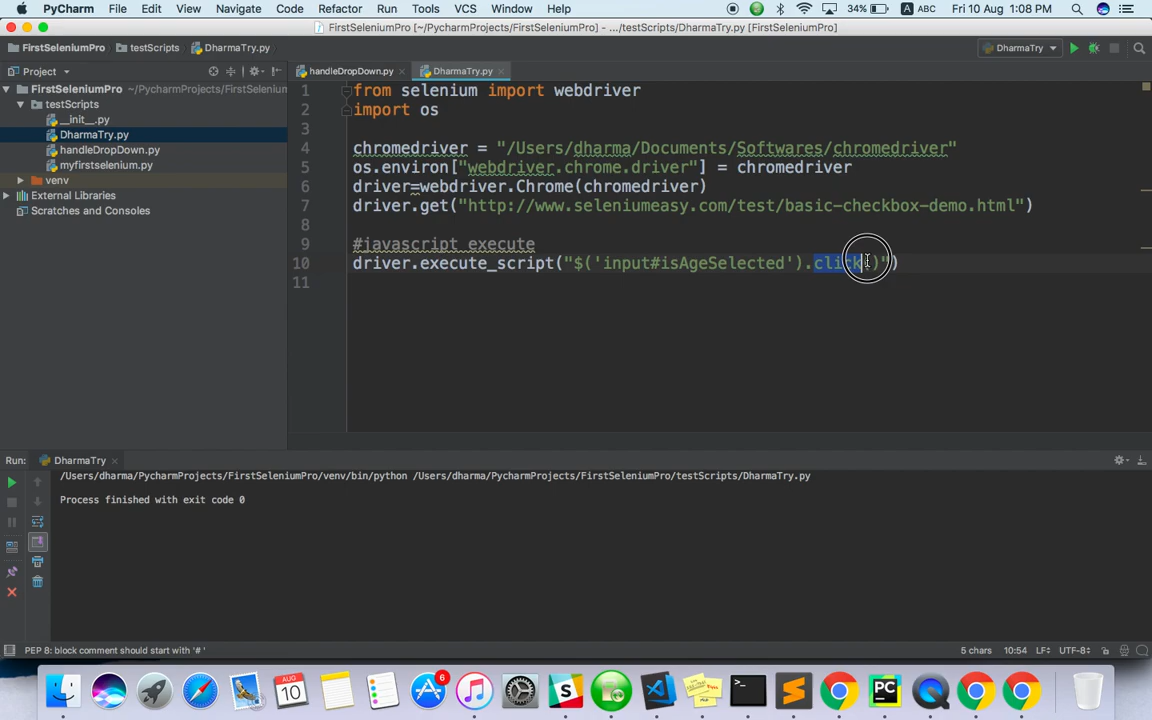 PyCharm File Edit View Navigate Code Refactor Run Tools VCS Window Help 34% A ABC Fri 10 Aug 1:08 PM
FirstSeleniumPro [~/PycharmProjects/FirstSeleniumPro] - .../testScripts/DharmaTry.py [FirstSeleniumPro]
FirstSeleniumPro testScripts DharmaTry.py DharmaTry
Project handleDropDown.py DharmaTry.py
FirstSeleniumPro ~/PycharmProjects/FirstSelenium
testScripts
__init__.py
DharmaTry.py
handleDropDown.py
myfirstselenium.py
venv
External Libraries
Scratches and Consoles
1 from selenium import webdriver
2 import os
3
4 chromedriver = "/Users/dharma/Documents/Softwares/chromedriver"
5 os.environ["webdriver.chrome.driver"] = chromedriver
6 driver=webdriver.Chrome(chromedriver)
7 driver.get("http://www.seleniumeasy.com/test/basic-checkbox-demo.html")
8
9 #javascript execute
10 driver.execute_script("$('input#isAgeSelected').click()")
11
Run: DharmaTry
/Users/dharma/PycharmProjects/FirstSeleniumPro/venv/bin/python /Users/dharma/PycharmProjects/FirstSeleniumPro/testScripts/DharmaTry.py
Process finished with exit code 0
PEP 8: block comment should start with '# ' 5 chars 10:54 LF÷ UTF-8÷
AUG
10
6
PC